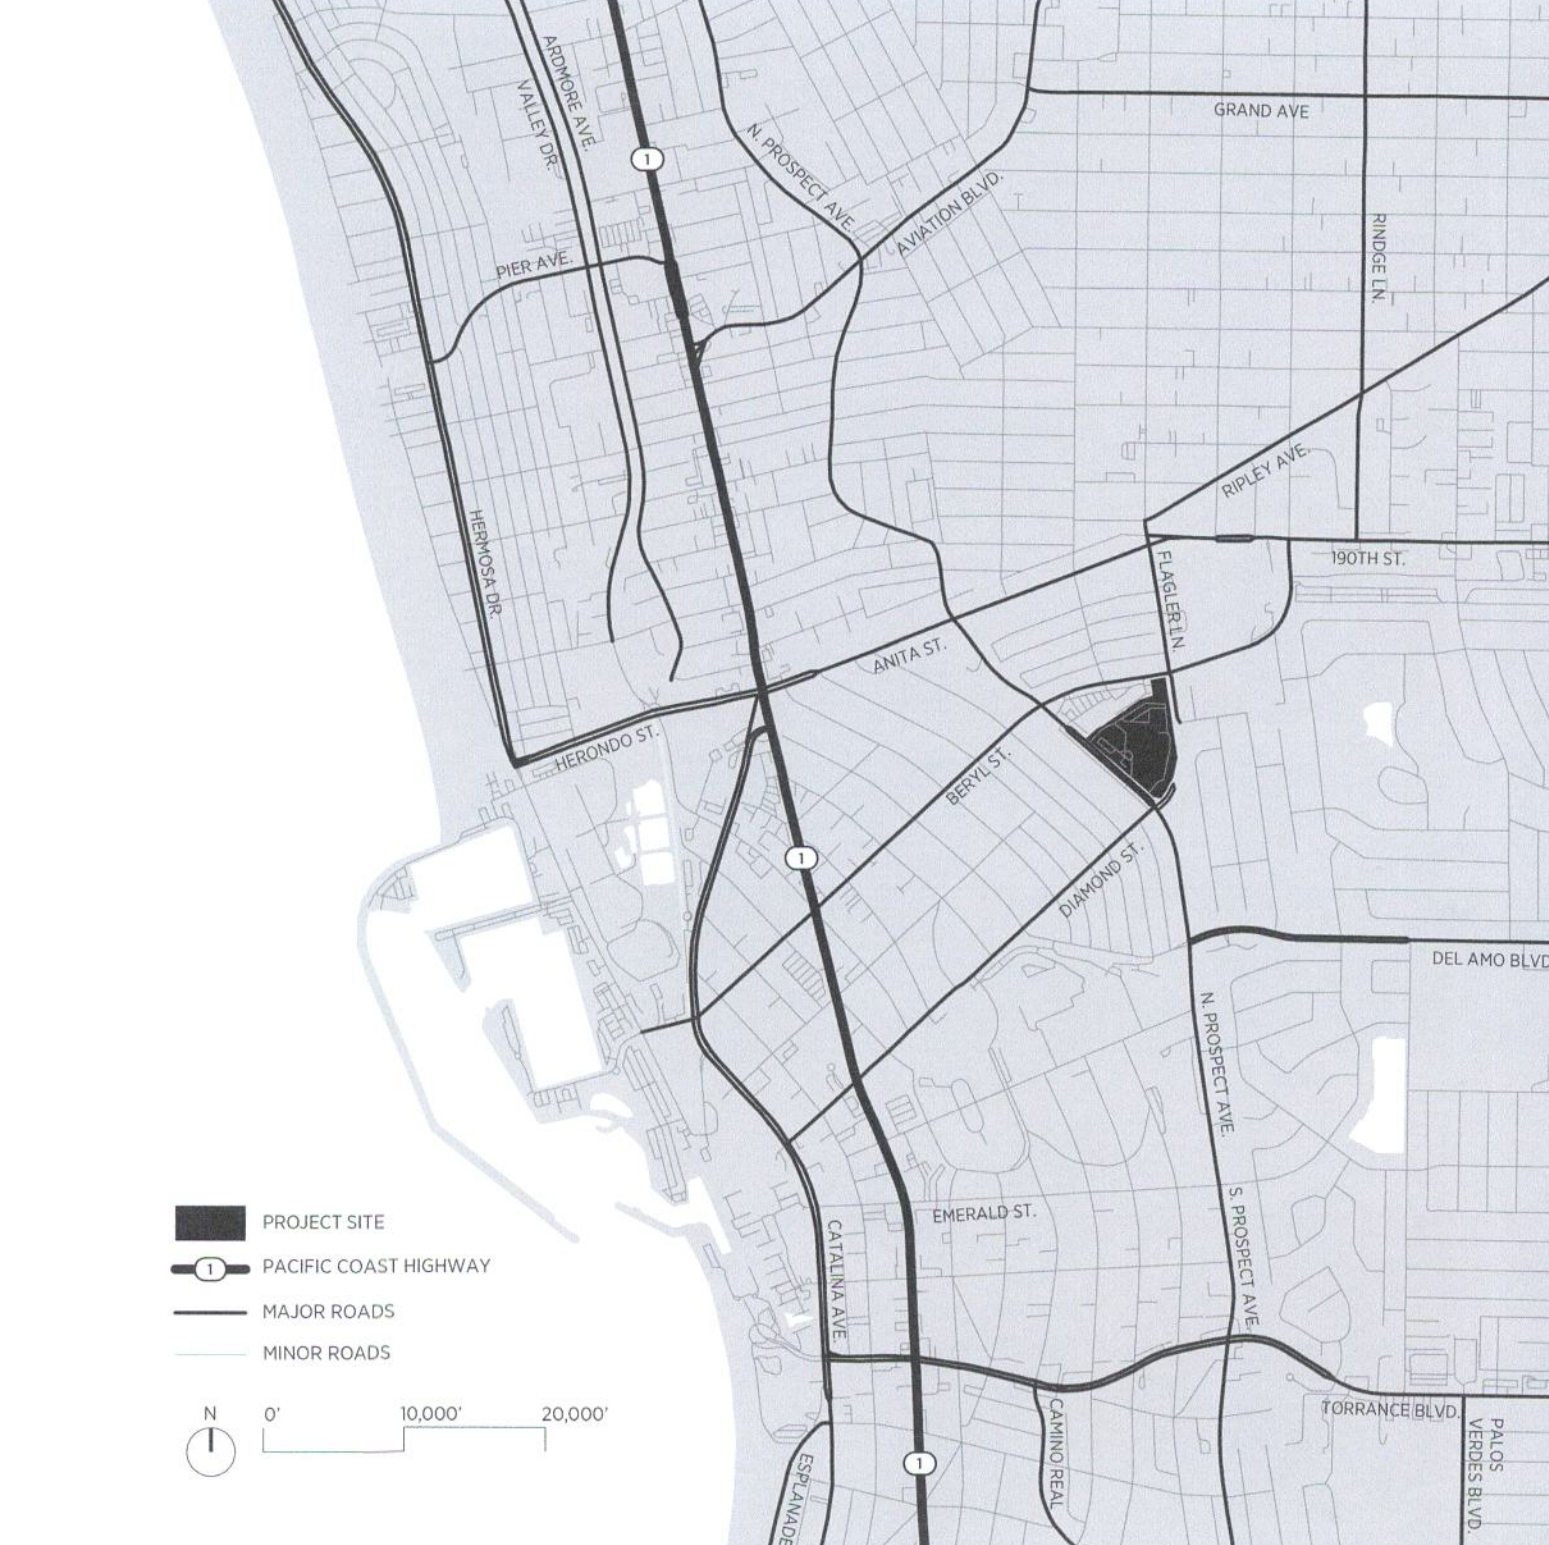 ARDMORE AVE.
VALLEY DR.
1
GRAND AVE
N. PROSPECT AVE.
AVIATION BLVD.
RINDGE LN.
PIER AVE.
RIPLEY AVE.
HERMOSA DR.
190TH ST.
FLAGLER LN
ANITA ST.
HERONDO ST.
BERYL ST.
1
DIAMOND ST.
DEL AMO BLVD
N. PROSPECT AVE.
S. PROSPECT AVE.
EMERALD ST.
CATALINA AVE.
PROJECT SITE
1
PACIFIC COAST HIGHWAY
MAJOR ROADS
MINOR ROADS
N
0'
10,000'
20,000'
TORRANCE BLVD.
CAMINO REAL
PALOS
VERDES BLVD.
1
ESPLANADE